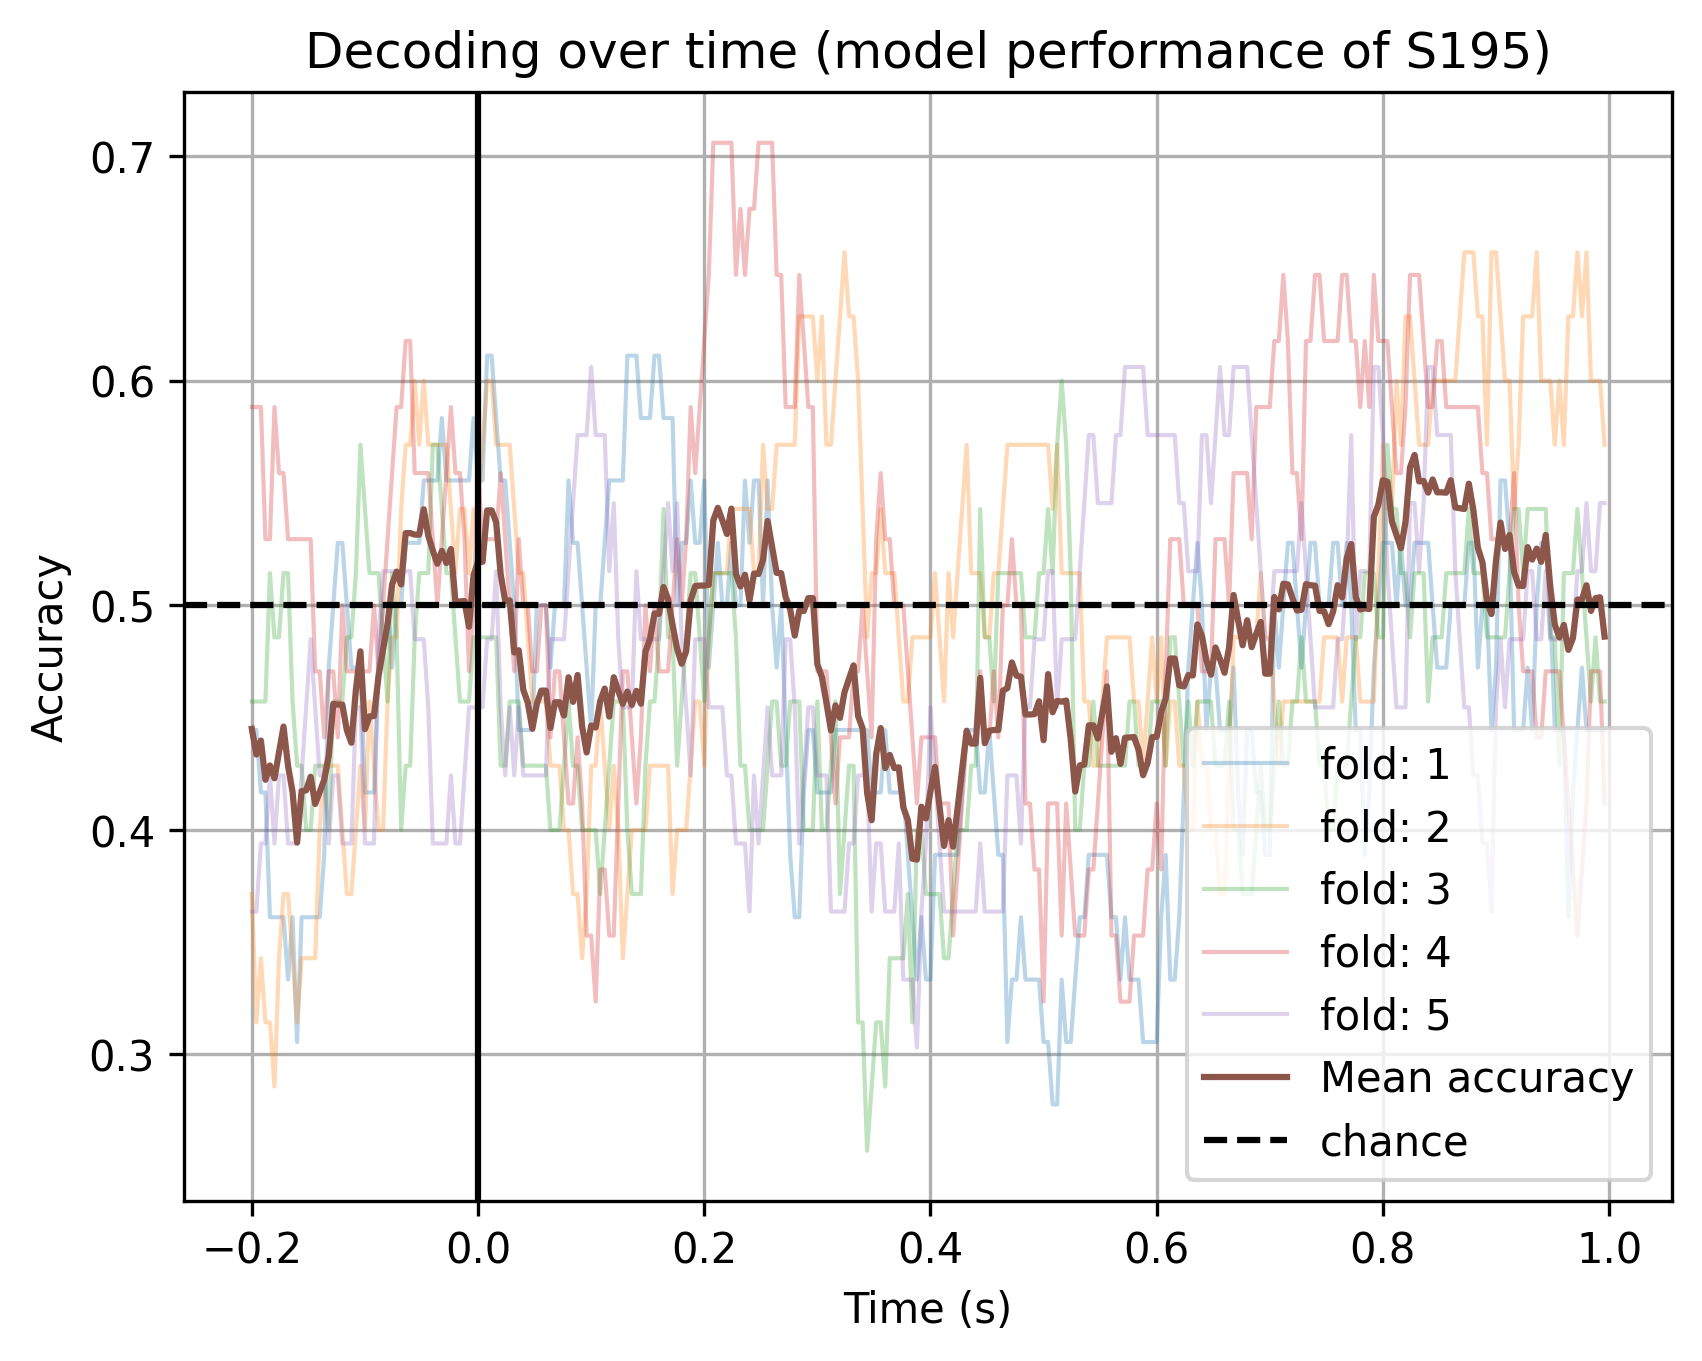 Decoding over time (model performance of S195)
0.7
0.6
0.5
0.4
0.3
Accuracy
fold: 1
fold: 2
fold: 3
fold: 4
fold: 5
Mean accuracy
chance
−0.2 0.0 0.2 0.4 0.6 0.8 1.0
Time (s)